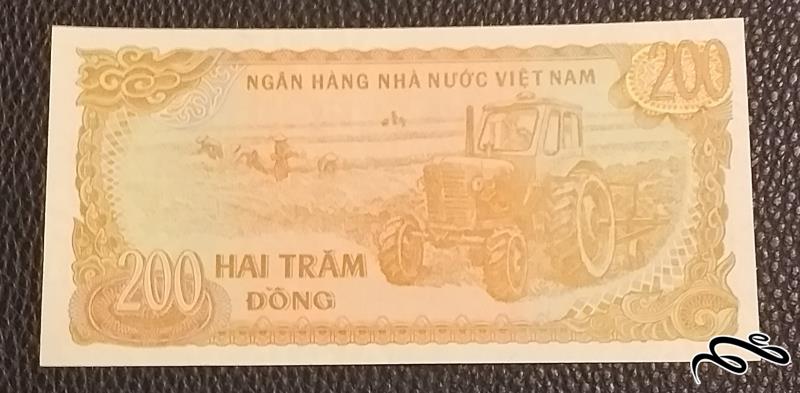 NGÂN HÀNG NHÀ NƯỚC VIỆT NAM
200
200
HAI TRĂM
ĐỒNG